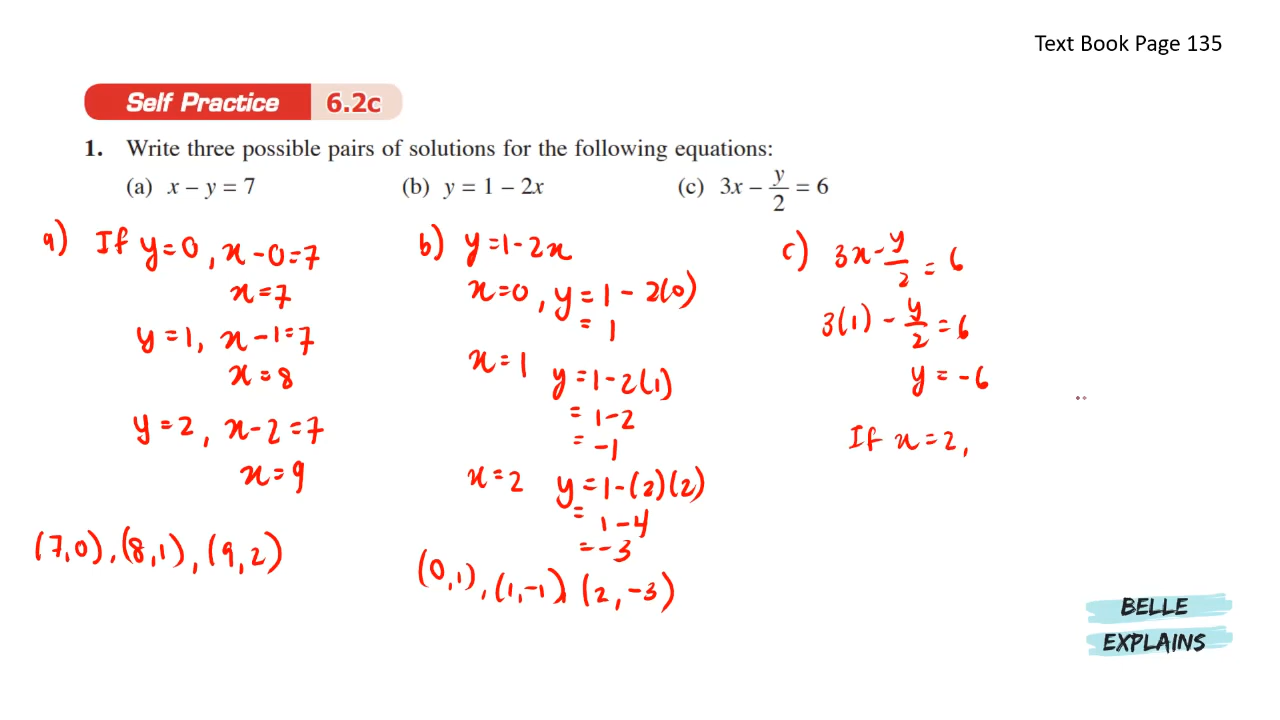 Text Book Page 135
Self Practice 6.2c
1. Write three possible pairs of solutions for the following equations:
(a) x – y = 7 (b) y = 1 – 2x (c) 3x – y/2 = 6
a) If y=0, x-0=7
x=7
y=1, x-1=7
x=8
y=2, x-2=7
x=9
(7,0), (8,1), (9,2)
b) y=1-2x
x=0, y=1-2(0)
= 1
x=1
y=1-2(1)
= 1-2
= -1
x=2 y=1-(2)(2)
= 1-4
= -3
(0,1), (1,-1), (2,-3)
c) 3x-y/2=6
3(1)-y/2=6
y=-6
If x=2,
BELLE
EXPLAINS